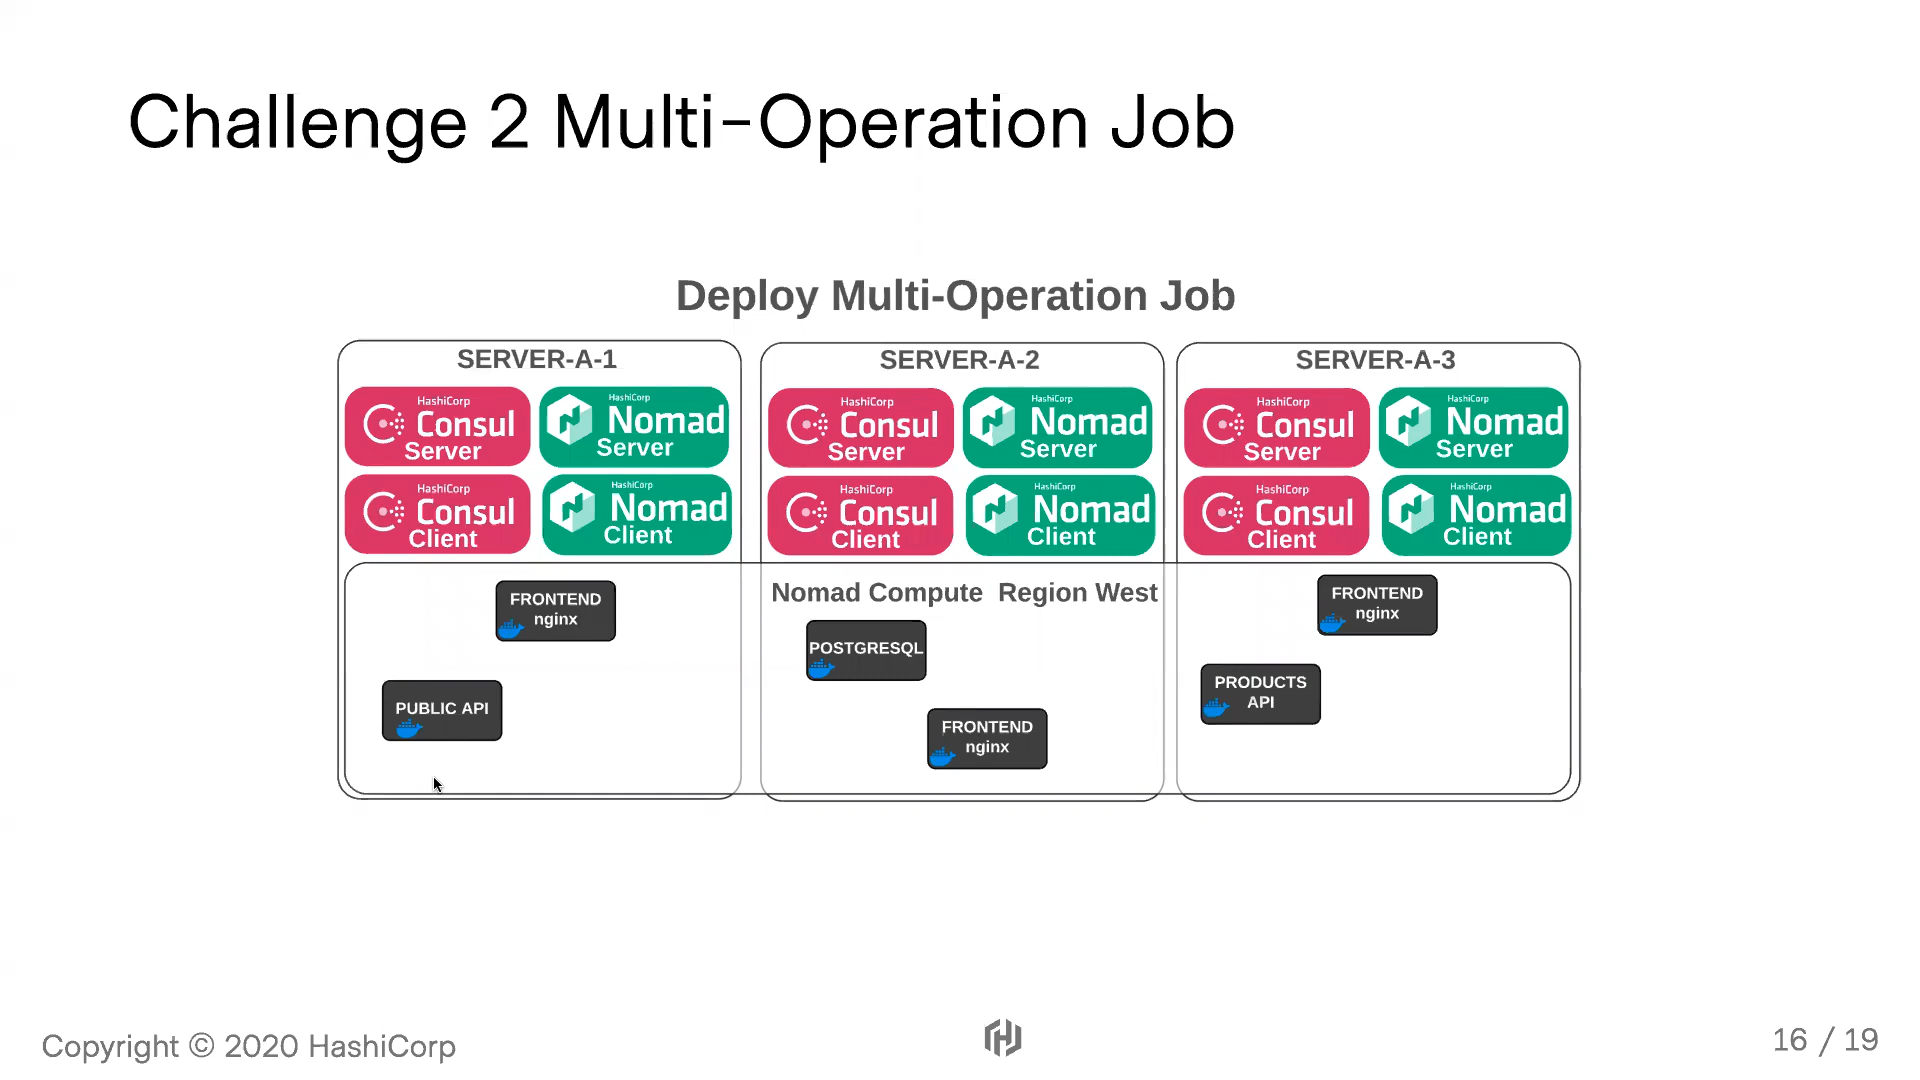 Challenge 2 Multi-Operation Job
Deploy Multi-Operation Job
SERVER-A-1
HashiCorp
Consul
Server
HashiCorp
Nomad
Server
HashiCorp
Consul
Client
HashiCorp
Nomad
Client
SERVER-A-2
HashiCorp
Consul
Server
HashiCorp
Nomad
Server
HashiCorp
Consul
Client
HashiCorp
Nomad
Client
SERVER-A-3
HashiCorp
Consul
Server
HashiCorp
Nomad
Server
HashiCorp
Consul
Client
HashiCorp
Nomad
Client
Nomad Compute Region West
FRONTEND
nginx
PUBLIC API
POSTGRESQL
FRONTEND
nginx
FRONTEND
nginx
PRODUCTS
API
Copyright © 2020 HashiCorp
16 / 19